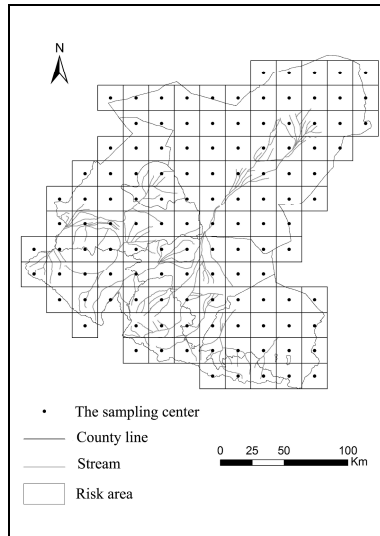 N
The sampling center
County line
Stream
Risk area
0 25 50 100
Km